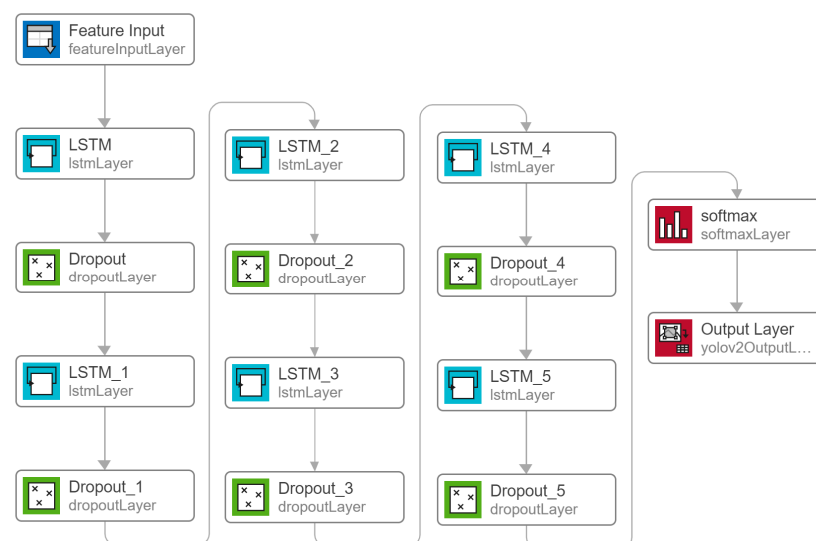 Feature Input
featureInputLayer
LSTM
lstmLayer
Dropout
dropoutLayer
LSTM_1
lstmLayer
Dropout_1
dropoutLayer
LSTM_2
lstmLayer
Dropout_2
dropoutLayer
LSTM_3
lstmLayer
Dropout_3
dropoutLayer
LSTM_4
lstmLayer
Dropout_4
dropoutLayer
LSTM_5
lstmLayer
Dropout_5
dropoutLayer
softmax
softmaxLayer
Output Layer
yolov2OutputL...